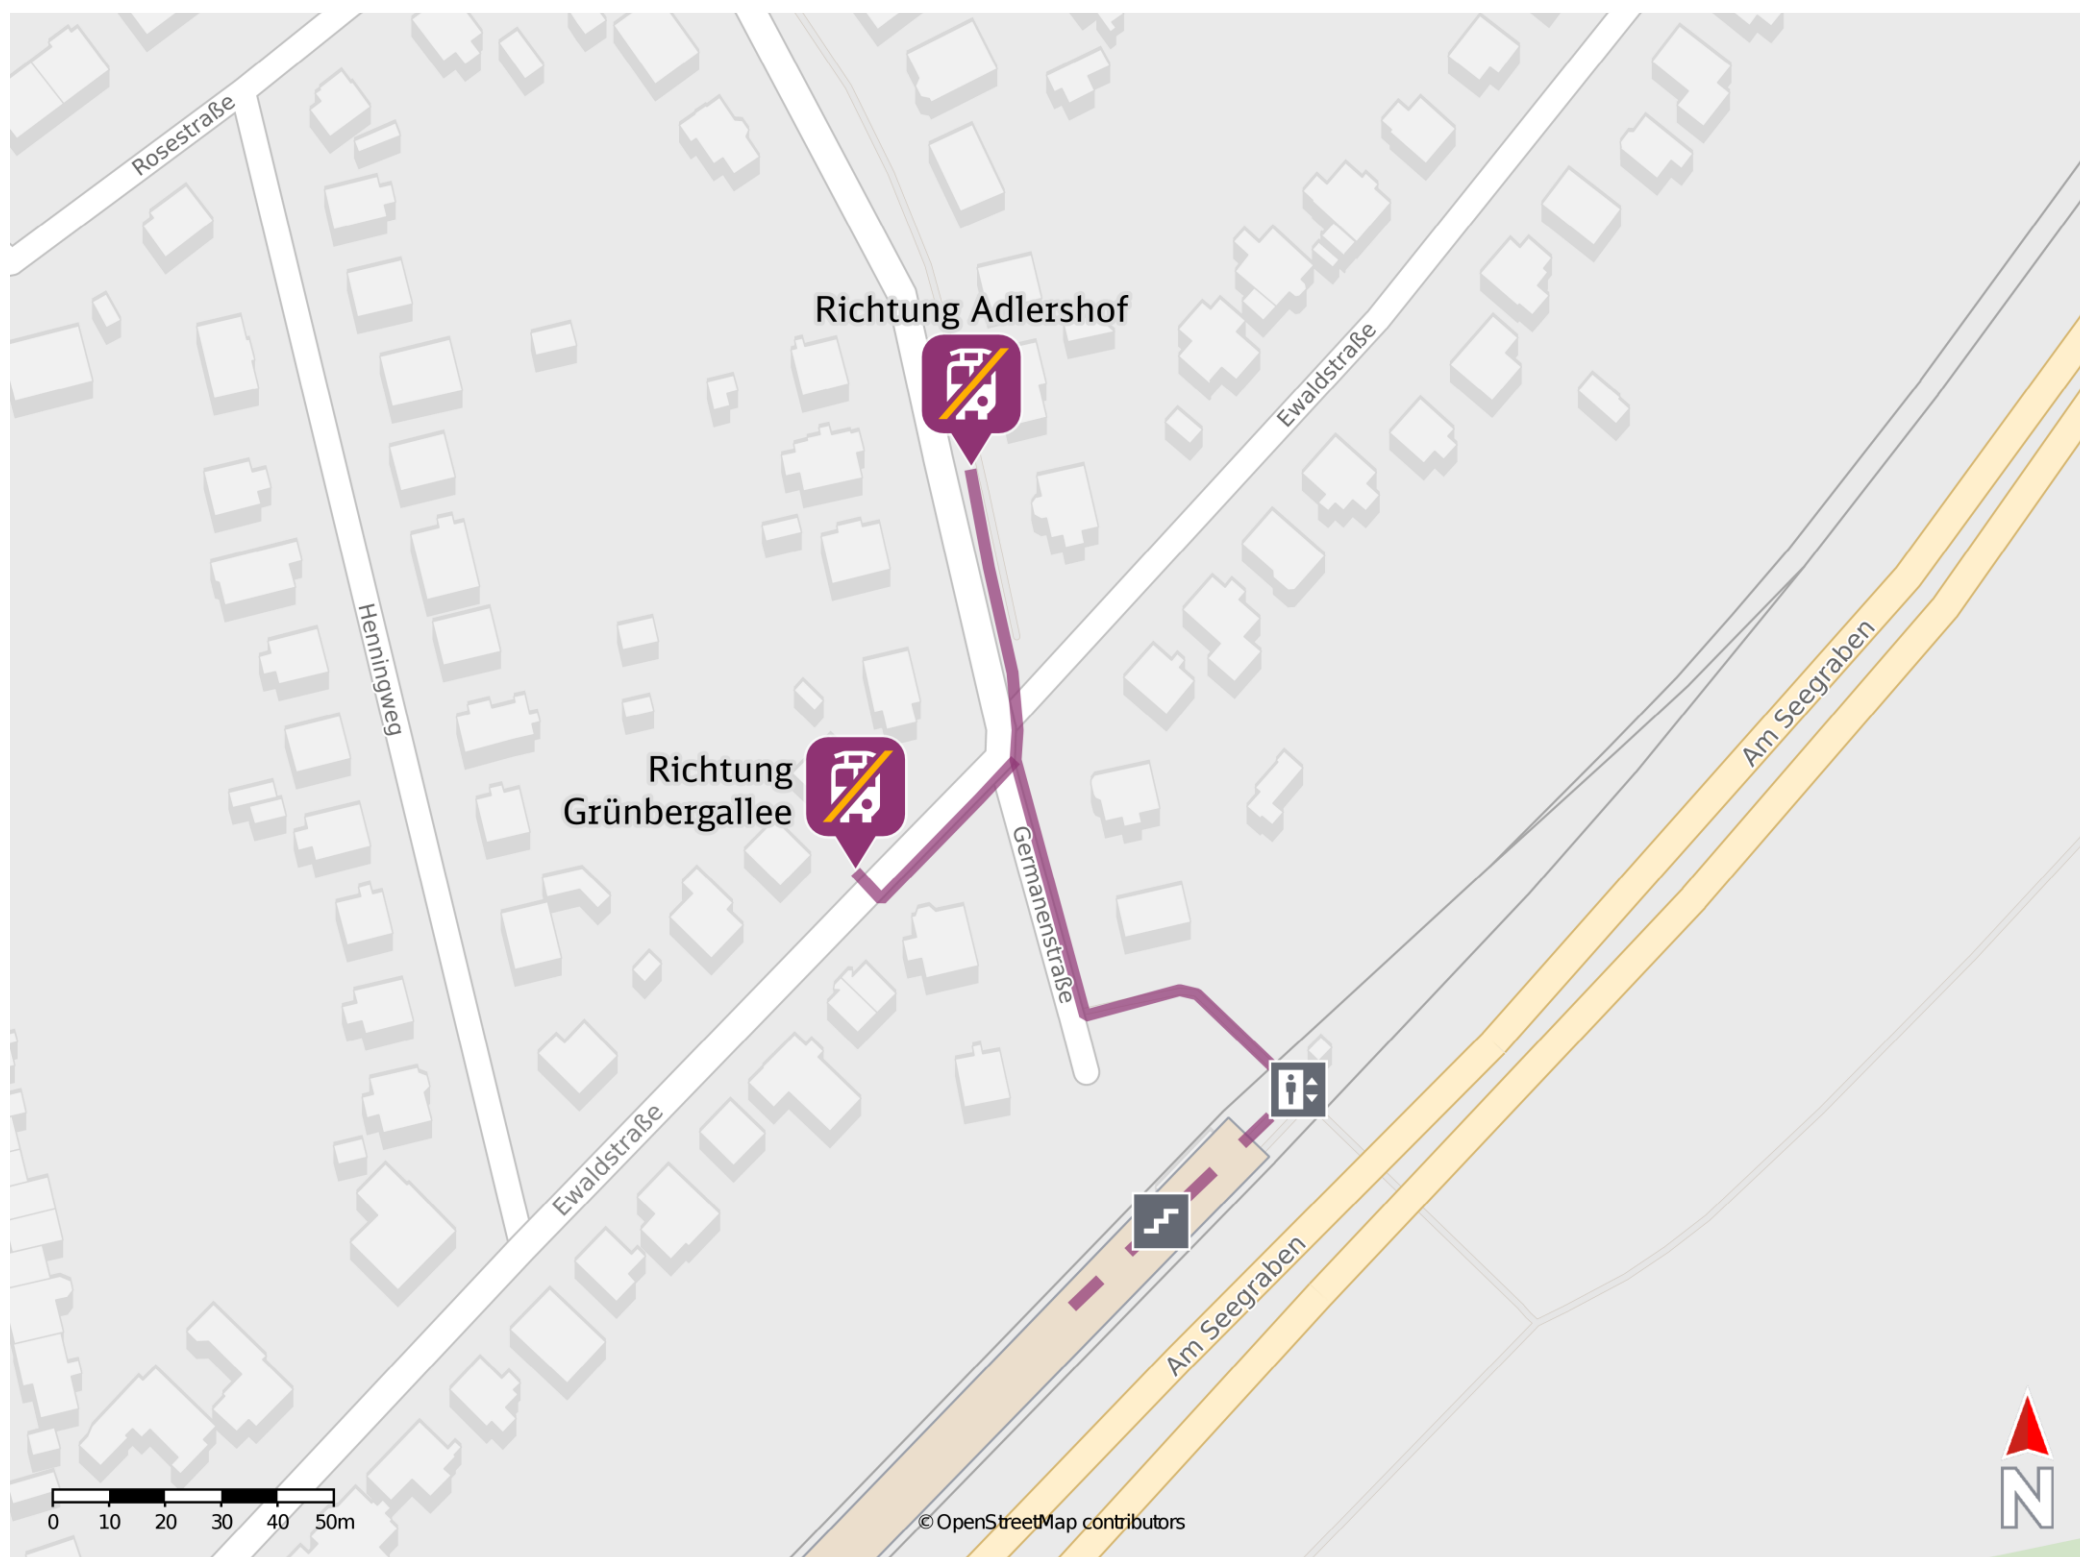 Rosestraße
Richtung Adlershof
Ewaldstraße
Henningweg
Am Seegraben
Richtung
Grünbergallee
Germanenstraße
Ewaldstraße
Am Seegraben
0 10 20 30 40 50m
© OpenStreetMap contributors
N